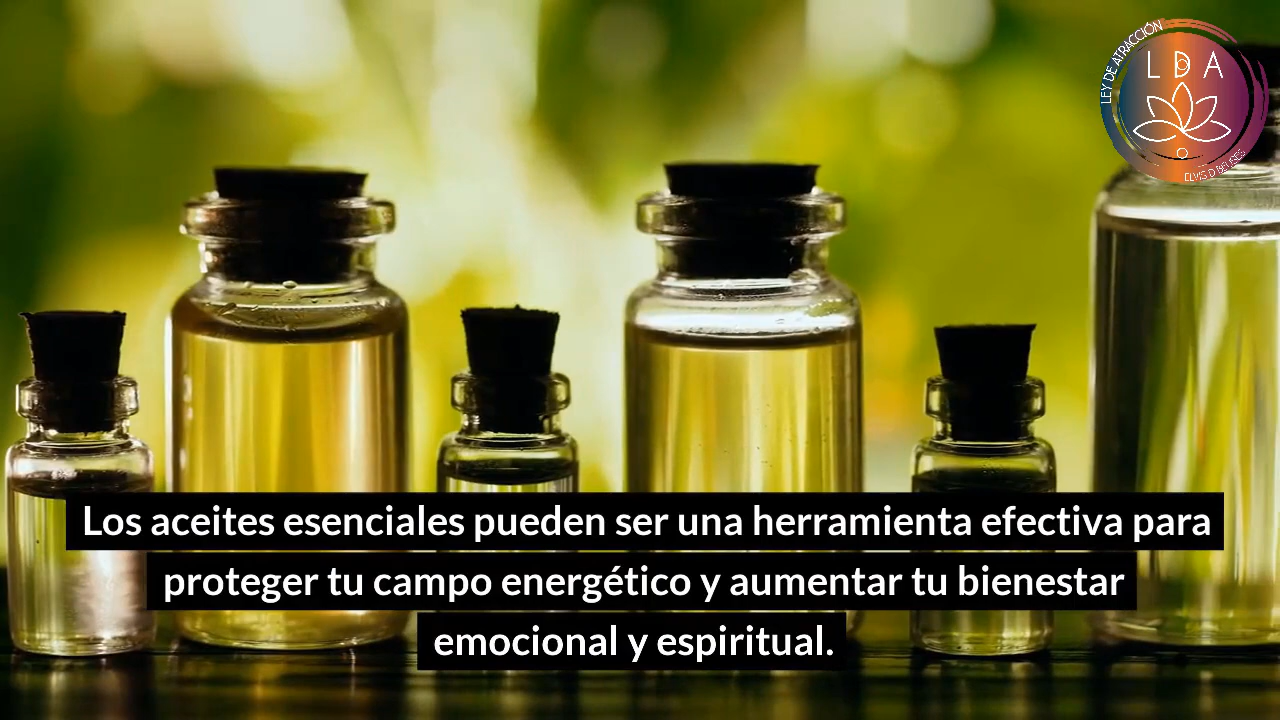 LEY DE ATRACCIÓN
LDA
Los aceites esenciales pueden ser una herramienta efectiva para
proteger tu campo energético y aumentar tu bienestar
emocional y espiritual.